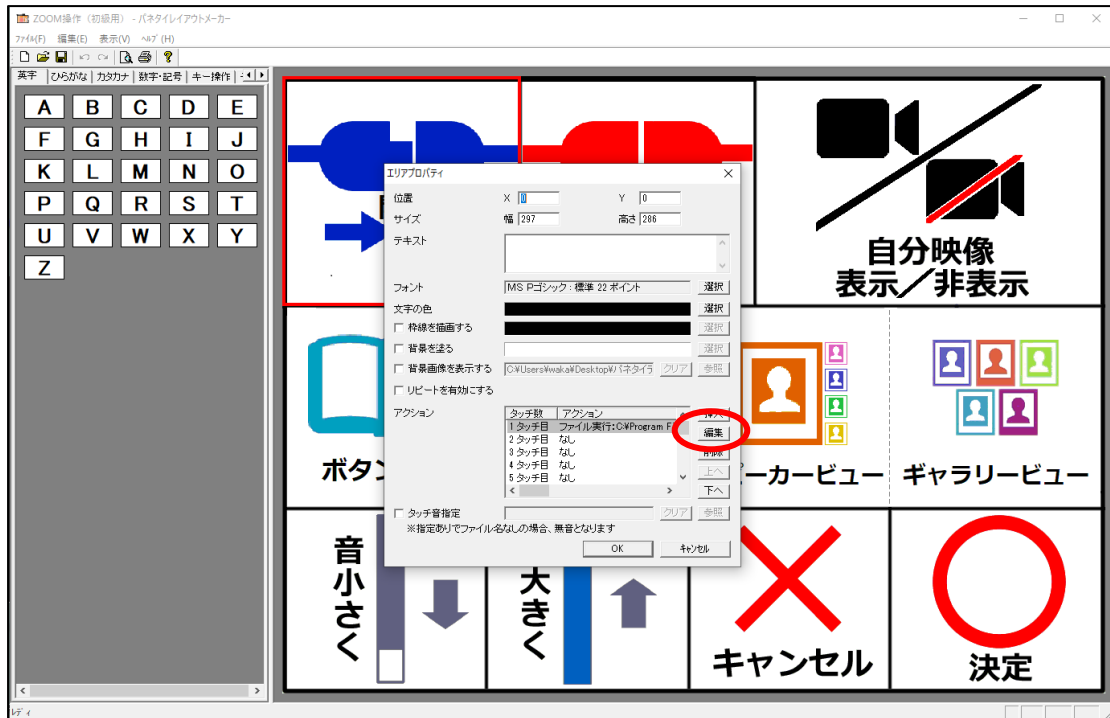 ZOOM操作（初級用） - パネタイレイアウトメーカー
ﾌｧｲﾙ(F) 編集(E) 表示(V) ﾍﾙﾌﾟ(H)
英字 ひらがな カタカナ 数字・記号 キー操作
A B C D E
F G H I J
K L M N O
P Q R S T
U V W X Y
Z
自分映像
表示／非表示
エリアプロパティ
位置 X 0 Y 0
サイズ 幅 297 高さ 286
テキスト
フォント MS Pゴシック : 標準 22 ポイント 選択
文字の色 選択
枠線を描画する 選択
背景を塗る 選択
背景画像を表示する C:¥Users¥waka¥Desktop¥パネタイラ クリア 参照
リピートを有効にする
アクション タッチ数 アクション 挿入
1 タッチ目 ファイル実行:C:¥Program F 編集
2 タッチ目 なし
3 タッチ目 なし 削除
4 タッチ目 なし 上へ
5 タッチ目 なし
下へ
タッチ音指定 クリア 参照
※指定ありでファイル名なしの場合、無音となります
OK ｷｬﾝｾﾙ
ボタン
ーカービュー
ギャラリービュー
音小さく
大きく
キャンセル
決定
ﾚﾃﾞｨ